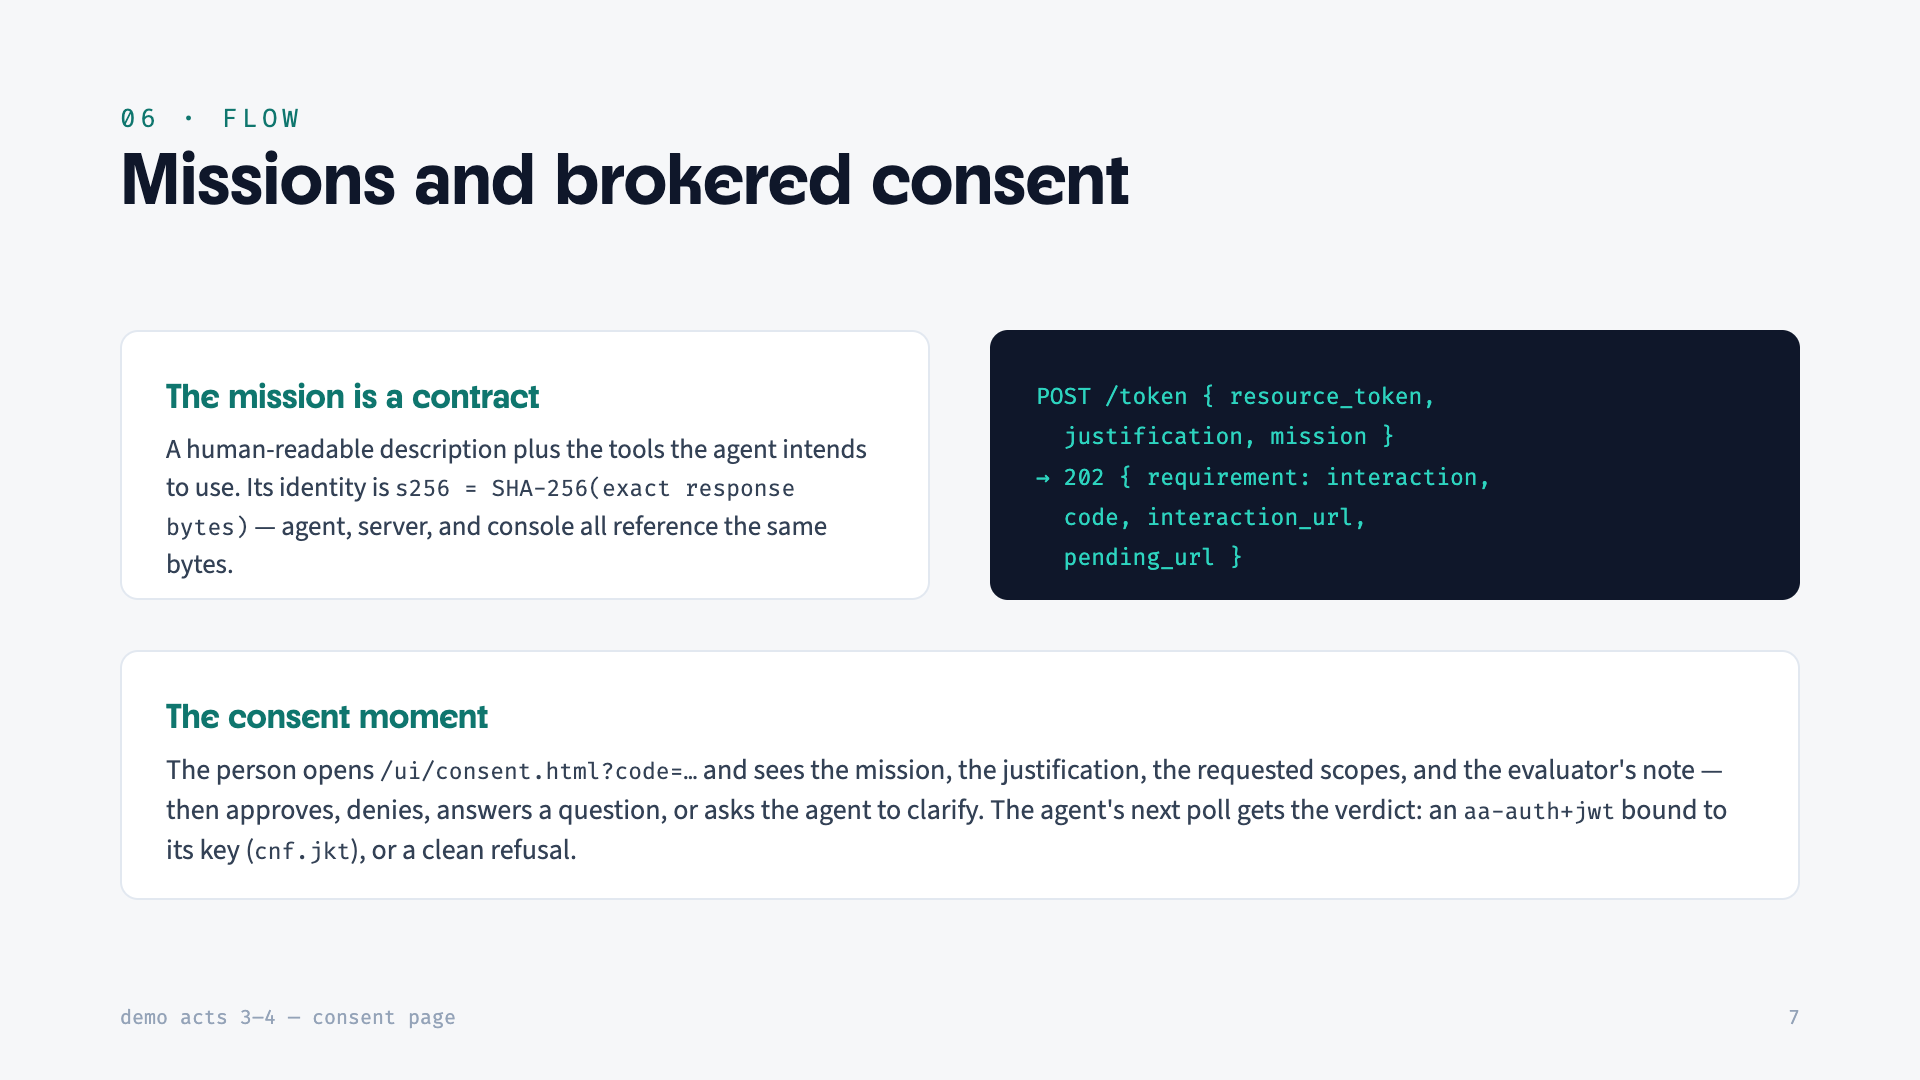 06 · FLOW
Missions and brokered consent
The mission is a contract
A human-readable description plus the tools the agent intends
to use. Its identity is s256 = SHA-256(exact response
bytes) — agent, server, and console all reference the same
bytes.
POST /token { resource_token,
  justification, mission }
→ 202 { requirement: interaction,
  code, interaction_url,
  pending_url }
The consent moment
The person opens /ui/consent.html?code=… and sees the mission, the justification, the requested scopes, and the evaluator's note —
then approves, denies, answers a question, or asks the agent to clarify. The agent's next poll gets the verdict: an aa-auth+jwt bound to
its key (cnf.jkt), or a clean refusal.
demo acts 3–4 — consent page
7